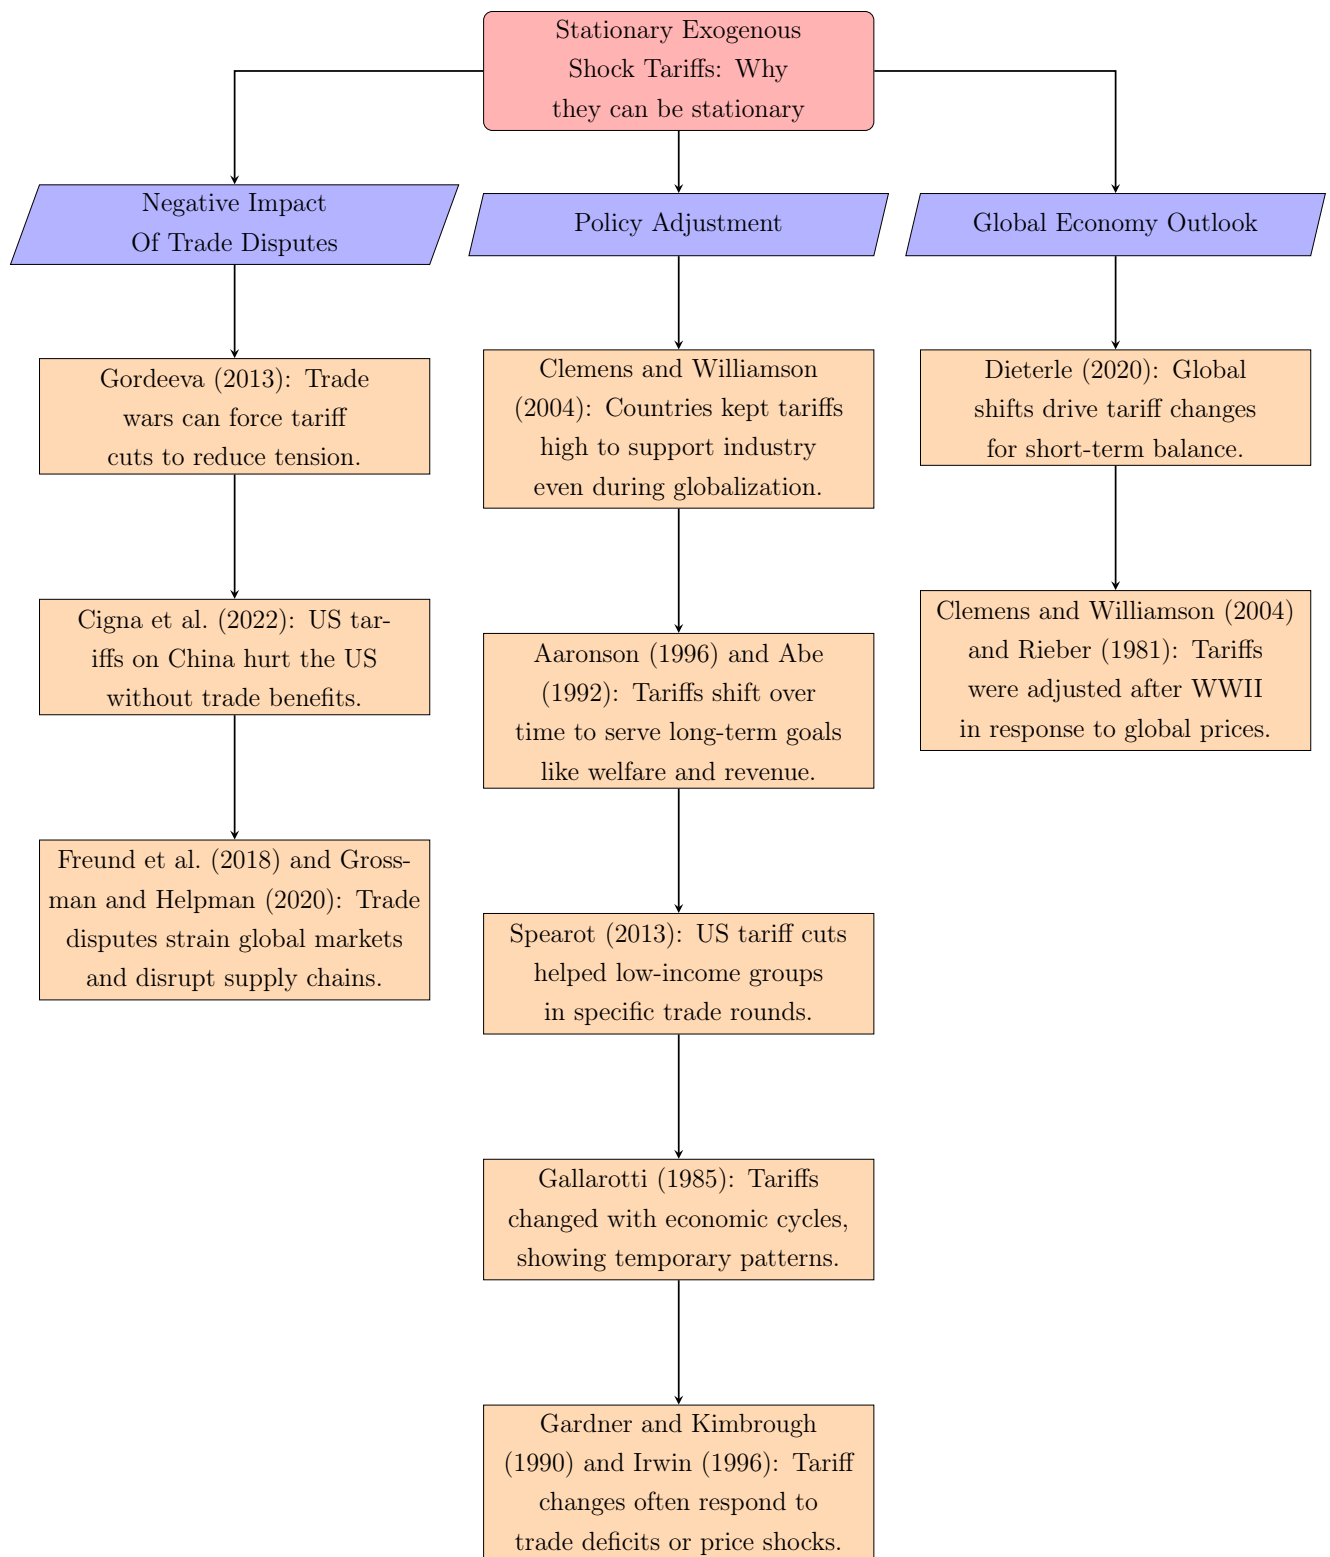 Stationary Exogenous
Shock Tariffs: Why
they can be stationary
Negative Impact
Of Trade Disputes
Policy Adjustment
Global Economy Outlook
Gordeeva (2013): Trade
wars can force tariff
cuts to reduce tension.
Cigna et al. (2022): US tar-
iffs on China hurt the US
without trade benefits.
Freund et al. (2018) and Gross-
man and Helpman (2020): Trade
disputes strain global markets
and disrupt supply chains.
Clemens and Williamson
(2004): Countries kept tariffs
high to support industry
even during globalization.
Aaronson (1996) and Abe
(1992): Tariffs shift over
time to serve long-term goals
like welfare and revenue.
Spearot (2013): US tariff cuts
helped low-income groups
in specific trade rounds.
Gallarotti (1985): Tariffs
changed with economic cycles,
showing temporary patterns.
Gardner and Kimbrough
(1990) and Irwin (1996): Tariff
changes often respond to
trade deficits or price shocks.
Dieterle (2020): Global
shifts drive tariff changes
for short-term balance.
Clemens and Williamson (2004)
and Rieber (1981): Tariffs
were adjusted after WWII
in response to global prices.